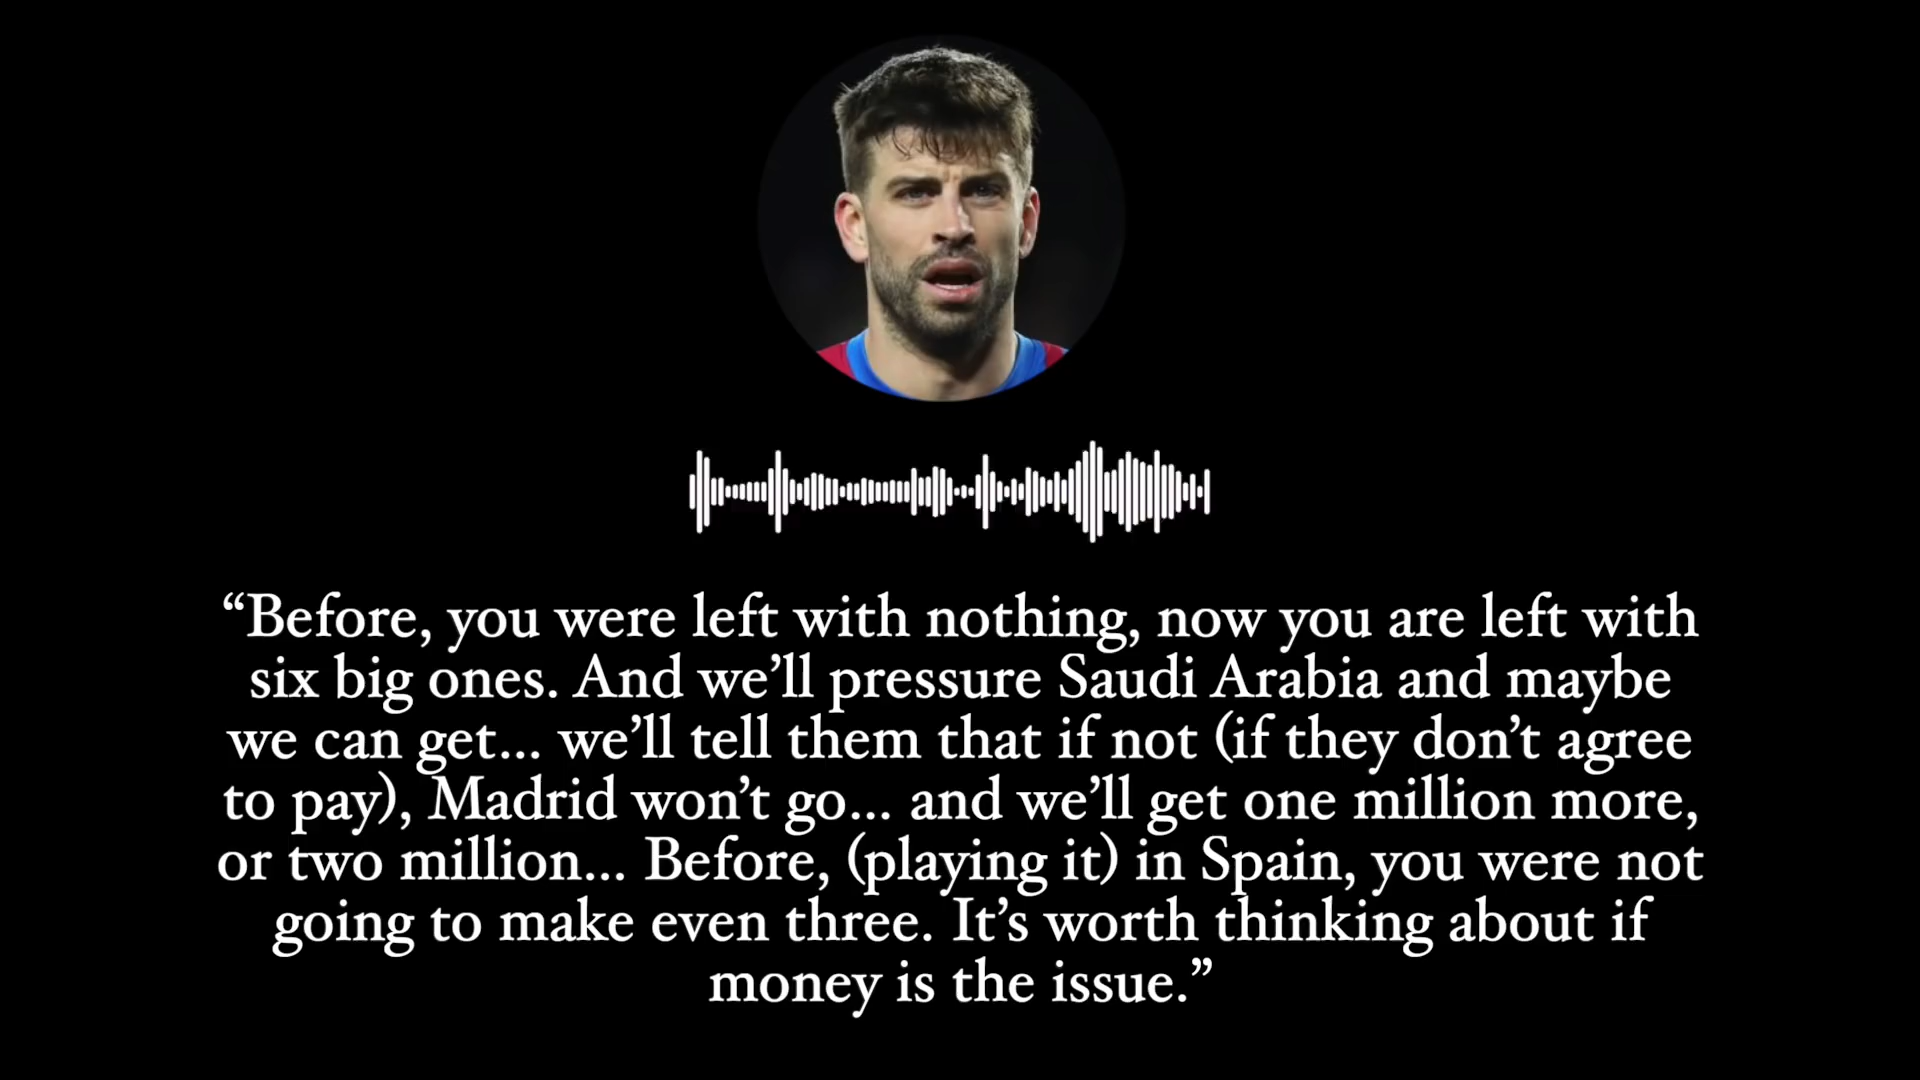 “Before, you were left with nothing, now you are left with
six big ones. And we’ll pressure Saudi Arabia and maybe
we can get... we’ll tell them that if not (if they don’t agree
to pay), Madrid won’t go... and we’ll get one million more,
or two million... Before, (playing it) in Spain, you were not
going to make even three. It’s worth thinking about if
money is the issue.”